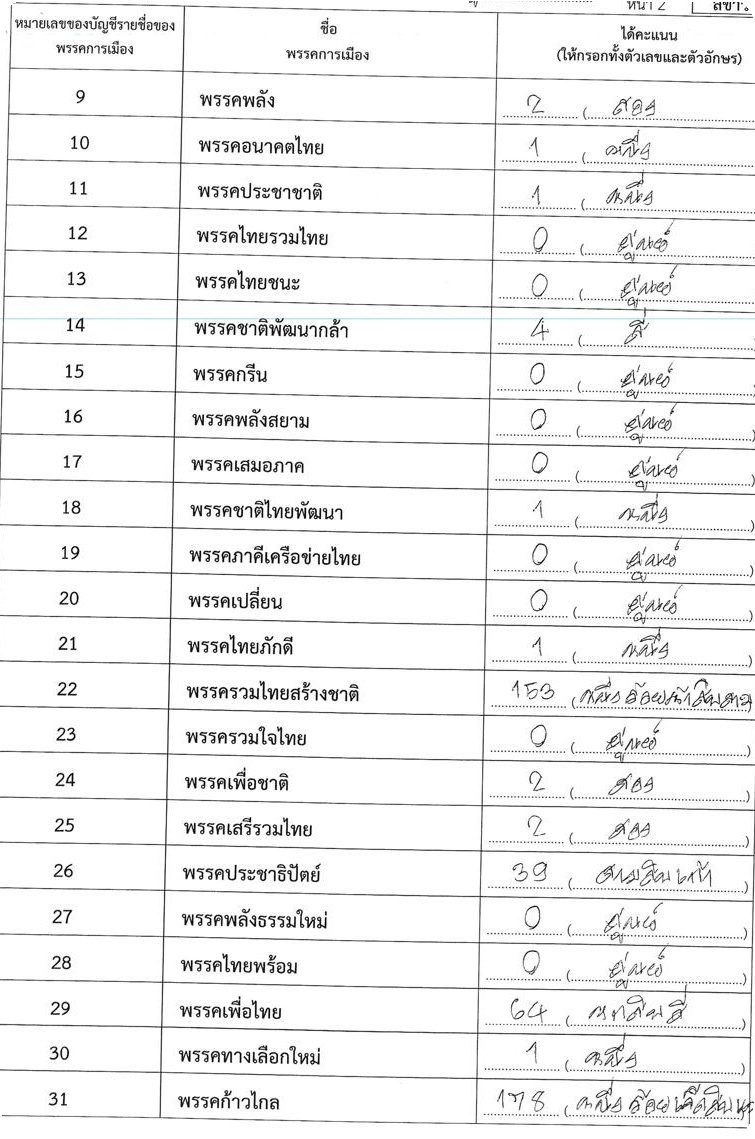 หน้า 2
หมายเลขของบัญชีรายชื่อของ ชื่อ ได้คะแนน
พรรคการเมือง พรรคการเมือง (ให้กรอกทั้งตัวเลขและตัวอักษร)
9 พรรคพลัง 2 ( สอง
10 พรรคอนาคตไทย 1 ( หนึ่ง
11 พรรคประชาชาติ 1 ( หนึ่ง
12 พรรคไทยรวมไทย 0 ( ศูนย์
13 พรรคไทยชนะ 0 ( ศูนย์
14 พรรคชาติพัฒนากล้า 4 ( สี่
15 พรรคกรีน 0 ( ศูนย์ )
16 พรรคพลังสยาม 0 ( ศูนย์ )
17 พรรคเสมอภาค 0 ( ศูนย์ )
18 พรรคชาติไทยพัฒนา 1 ( หนึ่ง )
19 พรรคภาคีเครือข่ายไทย 0 ( ศูนย์ )
20 พรรคเปลี่ยน 0 ( ศูนย์ )
21 พรรคไทยภักดี 1 ( หนึ่ง )
22 พรรครวมไทยสร้างชาติ 153 ( หนึ่งร้อยห้าสิบสาม
23 พรรครวมใจไทย 0 ( ศูนย์ )
24 พรรคเพื่อชาติ 2 ( สอง )
25 พรรคเสรีรวมไทย 2 ( สอง )
26 พรรคประชาธิปัตย์ 39 ( สามสิบเก้า )
27 พรรคพลังธรรมใหม่ 0 ( ศูนย์ )
28 พรรคไทยพร้อม 0 ( ศูนย์ )
29 พรรคเพื่อไทย 64 ( หกสิบสี่ )
30 พรรคทางเลือกใหม่ 1 ( หนึ่ง )
31 พรรคก้าวไกล 178 ( หนึ่งร้อยเจ็ดสิบ